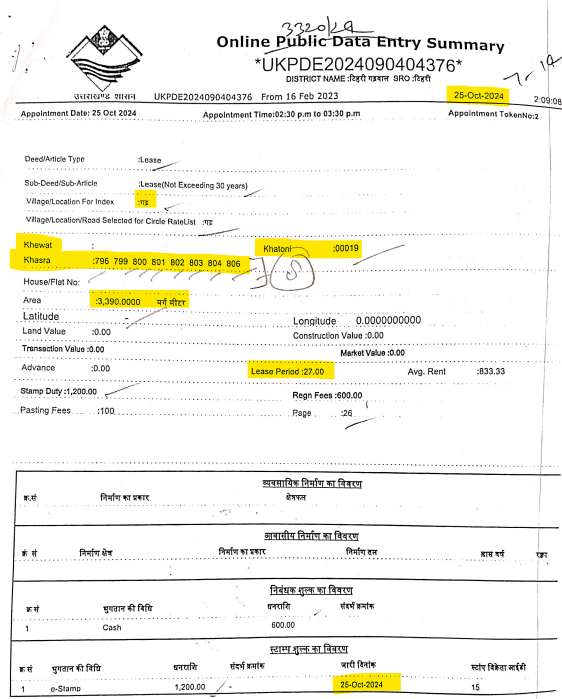 3320/24
Online Public Data Entry Summary
*UKPDE2024090404376*
DISTRICT NAME :टिहरी गढ़वाल SRO :टिहरी
उत्तराखण्ड शासन UKPDE2024090404376 From 16 Feb 2023 25-Oct-2024 2:09:08
Appointment Date: 25 Oct 2024 Appointment Time:02:30 p.m to 03:30 p.m Appointment TokenNo:2
Deed/Article Type :Lease
Sub-Deed/Sub-Article :Lease(Not Exceeding 30 years)
Village/Location For Index :गढ़
Village/Location/Road Selected for Circle RateList :गढ़
Khewat : Khatoni :00019
Khasra :796 799 800 801 802 803 804 806
House/Flat No:
Area :3,390.0000 वर्ग मीटर
Latitude - Longitude 0.0000000000
Land Value :0.00 Construction Value :0.00
Transaction Value :0.00 Market Value :0.00
Advance :0.00 Lease Period :27.00 Avg. Rent :833.33
Stamp Duty :1,200.00 Regn Fees :600.00
Pasting Fees :100 Page :26
व्यवसायिक निर्माण का विवरण
क्र.सं निर्माण का प्रकार क्षेत्रफल
आवासीय निर्माण का विवरण
क्रं सं निर्माण क्षेत्र निर्माण का प्रकार निर्माण तल ह्रास वर्ष
निबंधक शुल्क का विवरण
क्र सं भुगतान की विधि धनराशि संदर्भ क्रमांक
1 Cash 600.00
स्टाम्प शुल्क का विवरण
क्र सं भुगतान की विधि धनराशि संदर्भ क्रमांक जारी दिनांक स्टांप विक्रेता आईडी
1 e-Stamp 1,200.00 - 25-Oct-2024 15